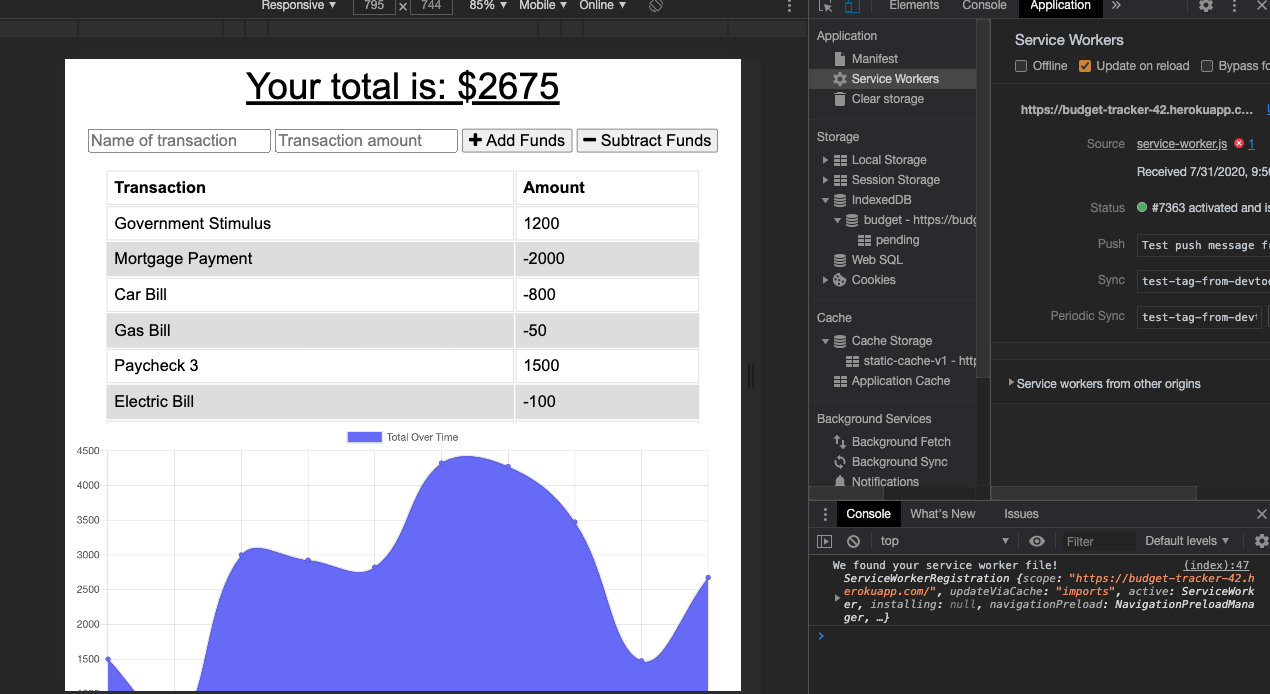 Responsive ▼ 795 × 744 85% ▼ Mobile ▼ Online ▼
Your total is: $2675
Name of transaction Transaction amount + Add Funds − Subtract Funds
Transaction Amount
Government Stimulus 1200
Mortgage Payment -2000
Car Bill -800
Gas Bill -50
Paycheck 3 1500
Electric Bill -100
Total Over Time
4500
4000
3500
3000
2500
2000
1500
Elements Console Application »
Application
Manifest
Service Workers
Clear storage
Storage
Local Storage
Session Storage
IndexedDB
budget - https://budg
pending
Web SQL
Cookies
Cache
Cache Storage
static-cache-v1 - http
Application Cache
Background Services
Background Fetch
Background Sync
Notifications
Service Workers
Offline Update on reload Bypass fo
https://budget-tracker-42.herokuapp.c...
Source service-worker.js 1
Received 7/31/2020, 9:50
Status #7363 activated and is
Push Test push message f
Sync test-tag-from-devtoo
Periodic Sync test-tag-from-dev
Service workers from other origins
Console What's New Issues
top ▼ Filter Default levels ▼
We found your service worker file! (index):47
ServiceWorkerRegistration {scope: "https://budget-tracker-42.h
erokuapp.com/", updateViaCache: "imports", active: ServiceWork
er, installing: null, navigationPreload: NavigationPreloadMana
ger, …}